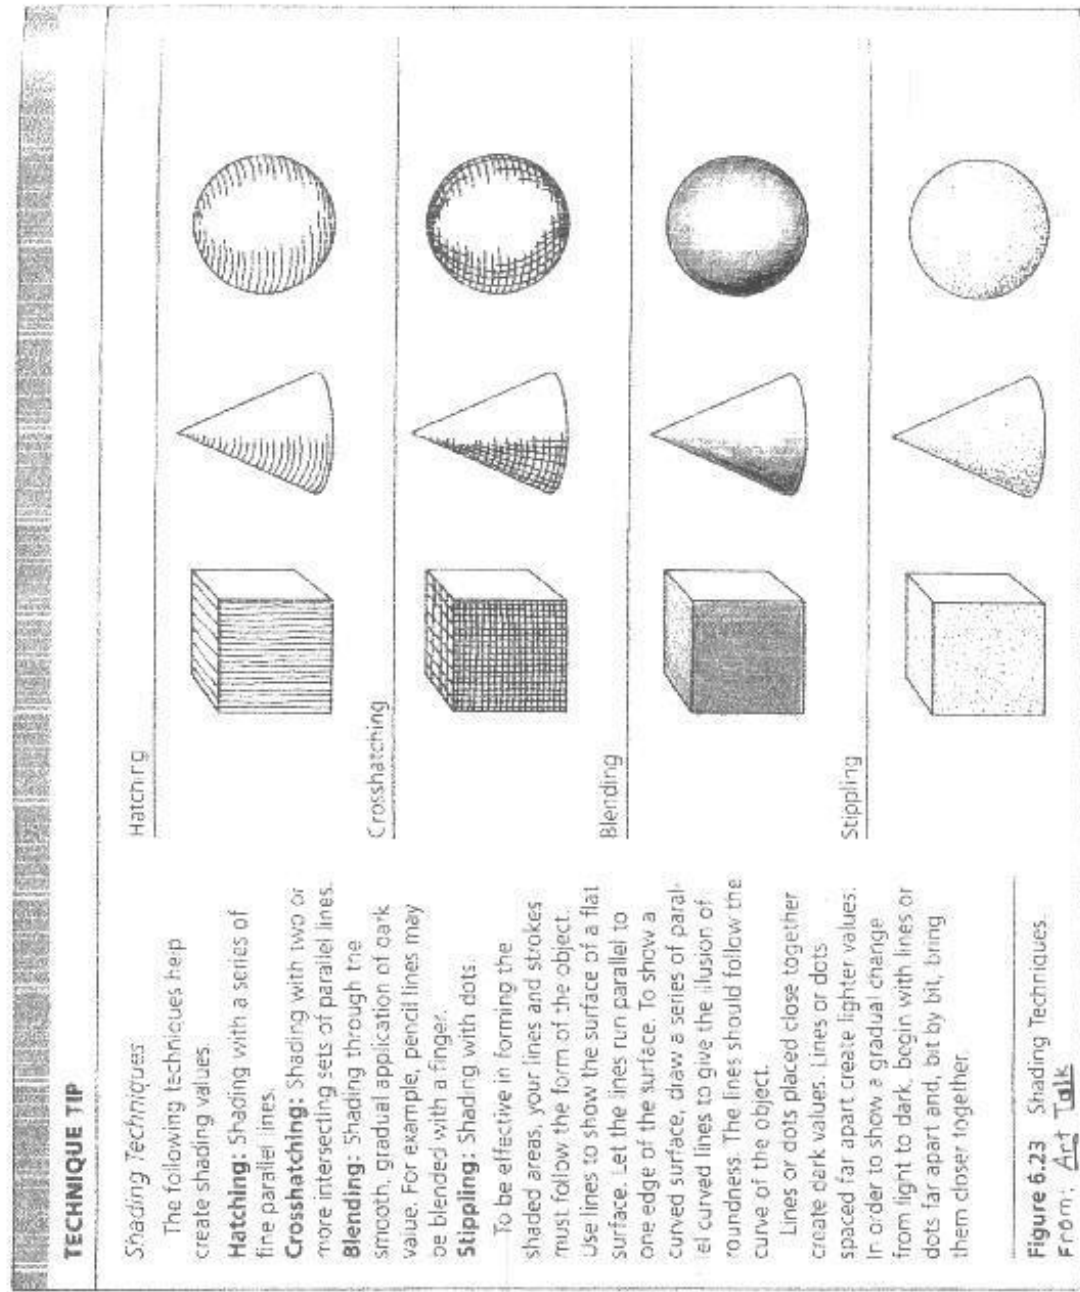 TECHNIQUE TIP
Shading Techniques
The following techniques help
create shading values.
Hatching: Shading with a series of
fine parallel lines.
Crosshatching: Shading with two or
more intersecting sets of parallel lines.
Blending: Shading through the
smooth, gradual application of dark
value. For example, pencil lines may
be blended with a finger.
Stippling: Shading with dots.
To be effective in forming the
shaded areas, your lines and strokes
must follow the form of the object.
Use lines to show the surface of a flat
surface. Let the lines run parallel to
one edge of the surface. To show a
curved surface, draw a series of paral-
lel curved lines to give the illusion of
roundness. The lines should follow the
curve of the object.
Lines or dots placed close together
create dark values. Lines or dots
spaced far apart create lighter values.
In order to show a gradual change
from light to dark, begin with lines or
dots far apart and, bit by bit, bring
them closer together.
Figure 6.23 Shading Techniques
From: Art Talk
Hatching
Crosshatching
Blending
Stippling